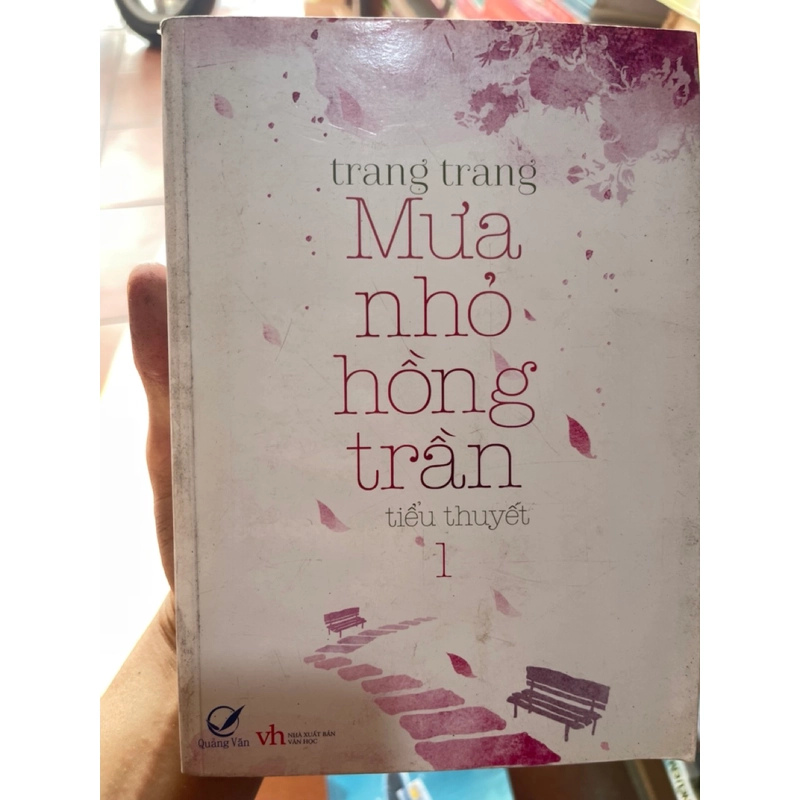 trang trang
Mưa
nhỏ
hồng
trần
tiểu thuyết
1
Quảng Văn
vh NHÀ XUẤT BẢN
VĂN HỌC